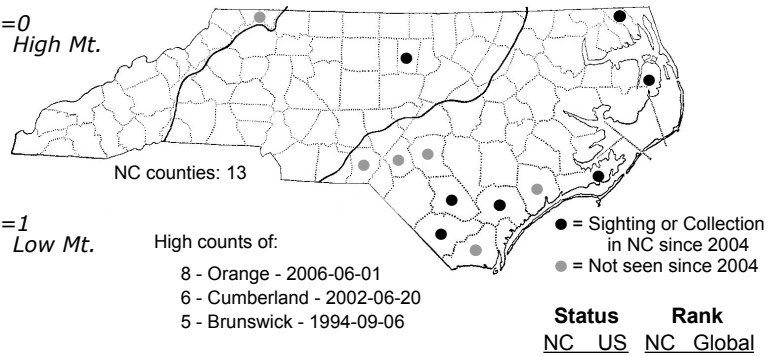 =0
High Mt.
NC counties: 13
=1
Low Mt.
High counts of:
8 - Orange - 2006-06-01
6 - Cumberland - 2002-06-20
5 - Brunswick - 1994-09-06
= Sighting or Collection
in NC since 2004
= Not seen since 2004
Status Rank
NC US NC Global